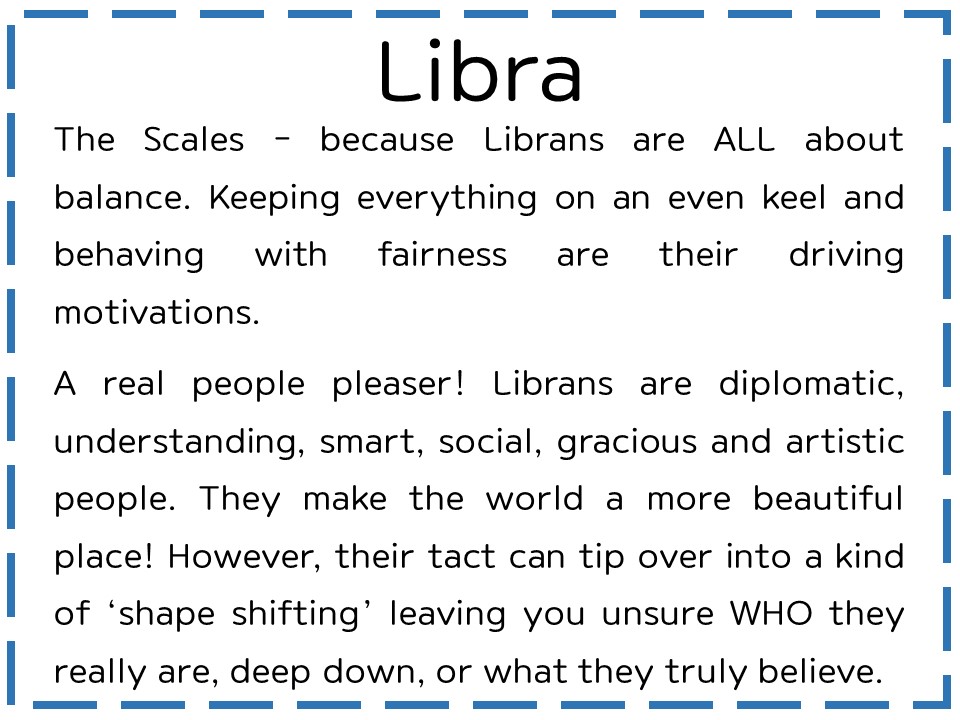 Libra
The Scales – because Librans are ALL about
balance. Keeping everything on an even keel and
behaving with fairness are their driving
motivations.
A real people pleaser! Librans are diplomatic,
understanding, smart, social, gracious and artistic
people. They make the world a more beautiful
place! However, their tact can tip over into a kind
of ‘shape shifting’ leaving you unsure WHO they
really are, deep down, or what they truly believe.